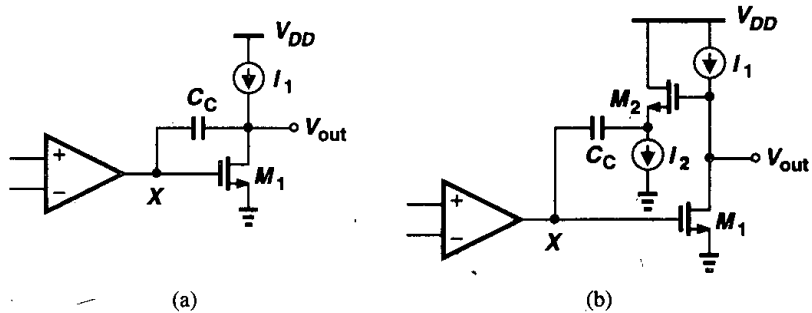 V_DD
I_1
C_C
V_out
+
−
X
M_1
(a)
V_DD
I_1
M_2
C_C
I_2
V_out
+
−
X
M_1
(b)